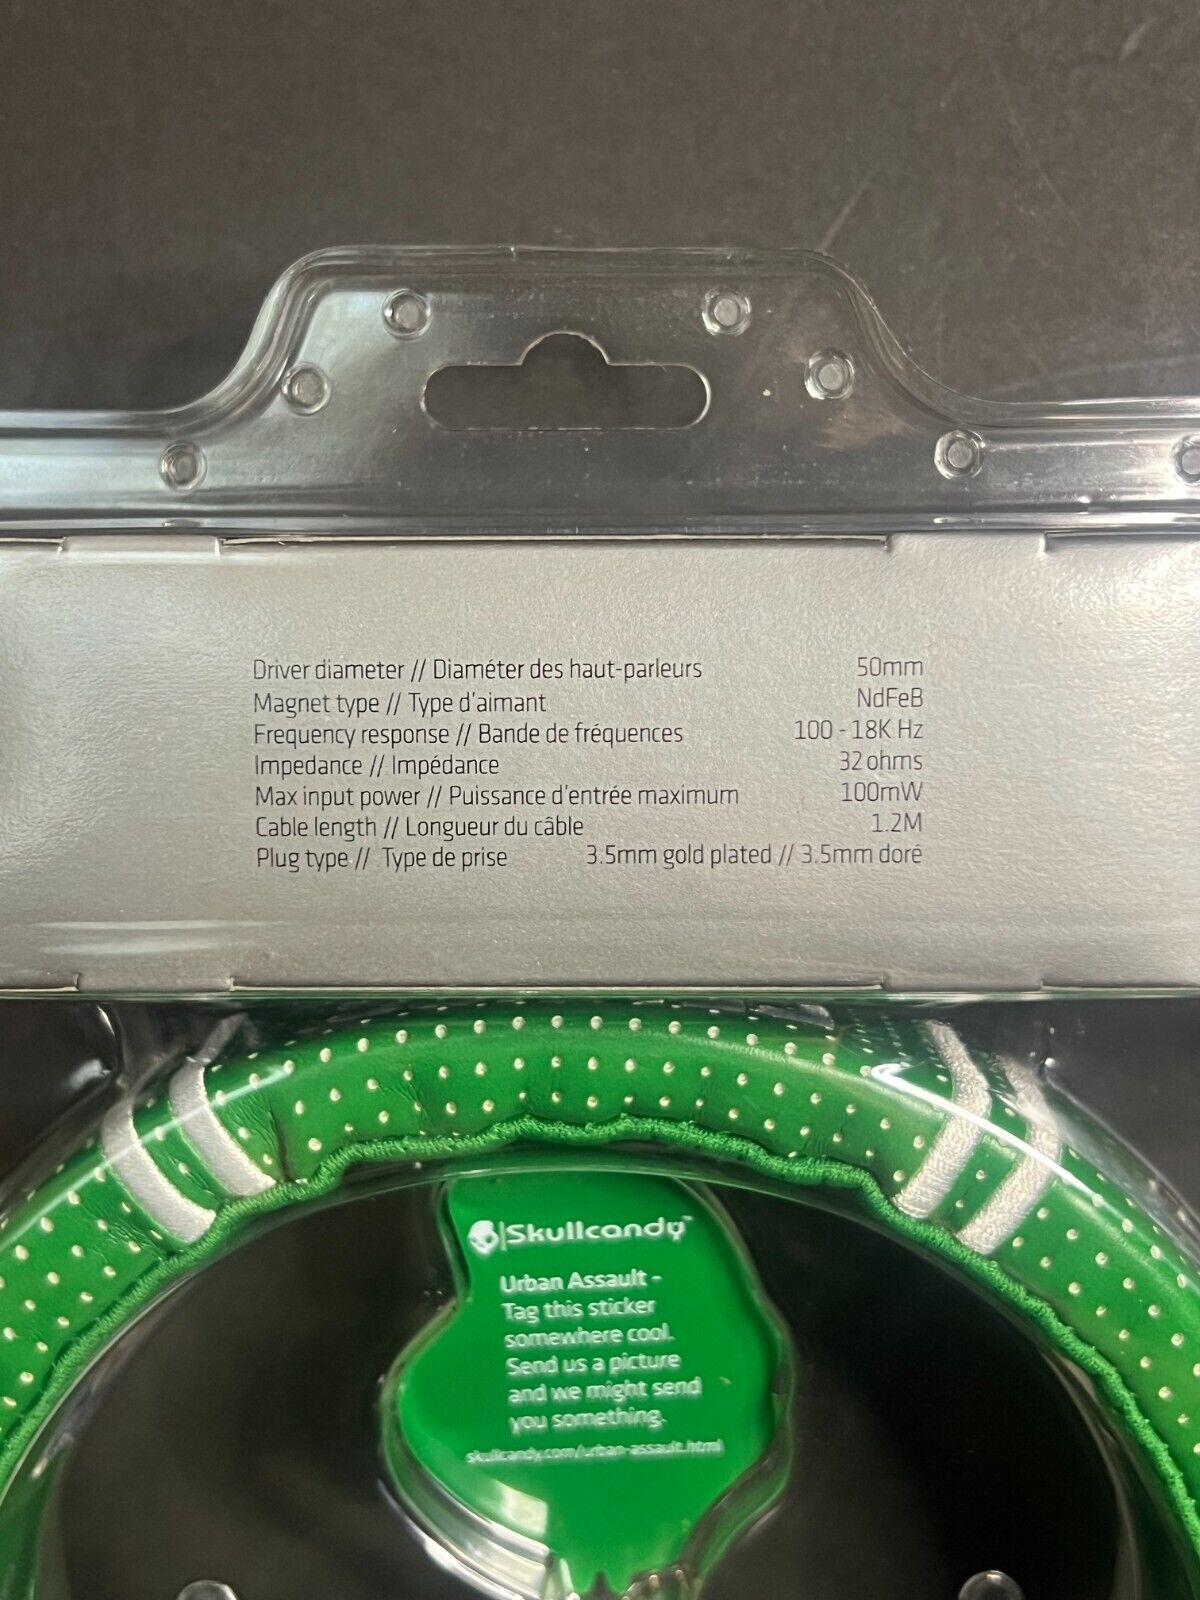 Driver diameter // Diaméter des haut-parleurs 50mm
Magnet type // Type d'aimant NdFeB
Frequency response // Bande de fréquences 100 - 18K Hz
Impedance // Impédance 32 ohms
Max input power // Puissance d'entrée maximum 100mW
Cable length // Longueur du câble 1.2M
Plug type // Type de prise 3.5mm gold plated // 3.5mm doré
Skullcandy™
Urban Assault -
Tag this sticker
somewhere cool.
Send us a picture
and we might send
you something.
skullcandy.com/urban-assault.html